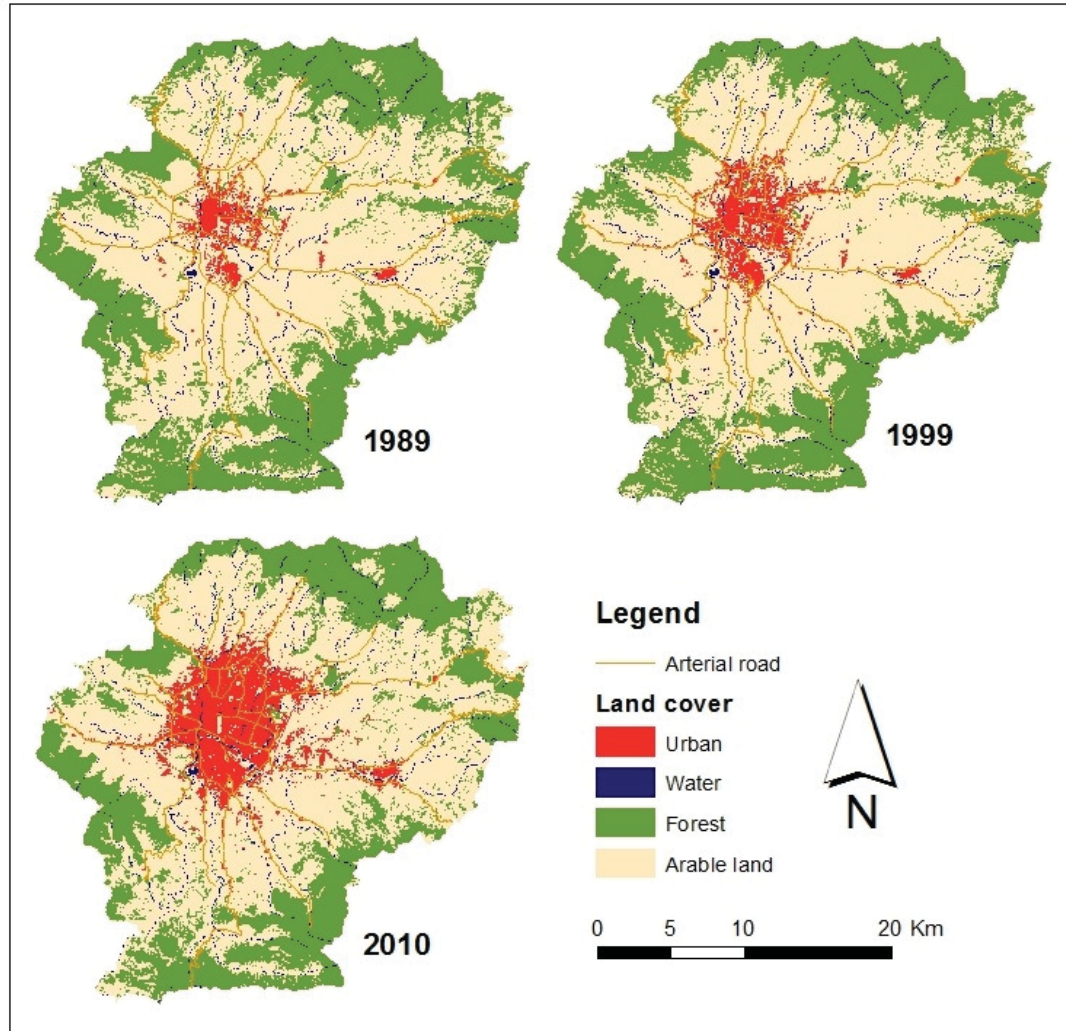 1989
1999
2010
Legend
Arterial road
Land cover
Urban
Water
Forest
Arable land
N
0 5 10 20 Km